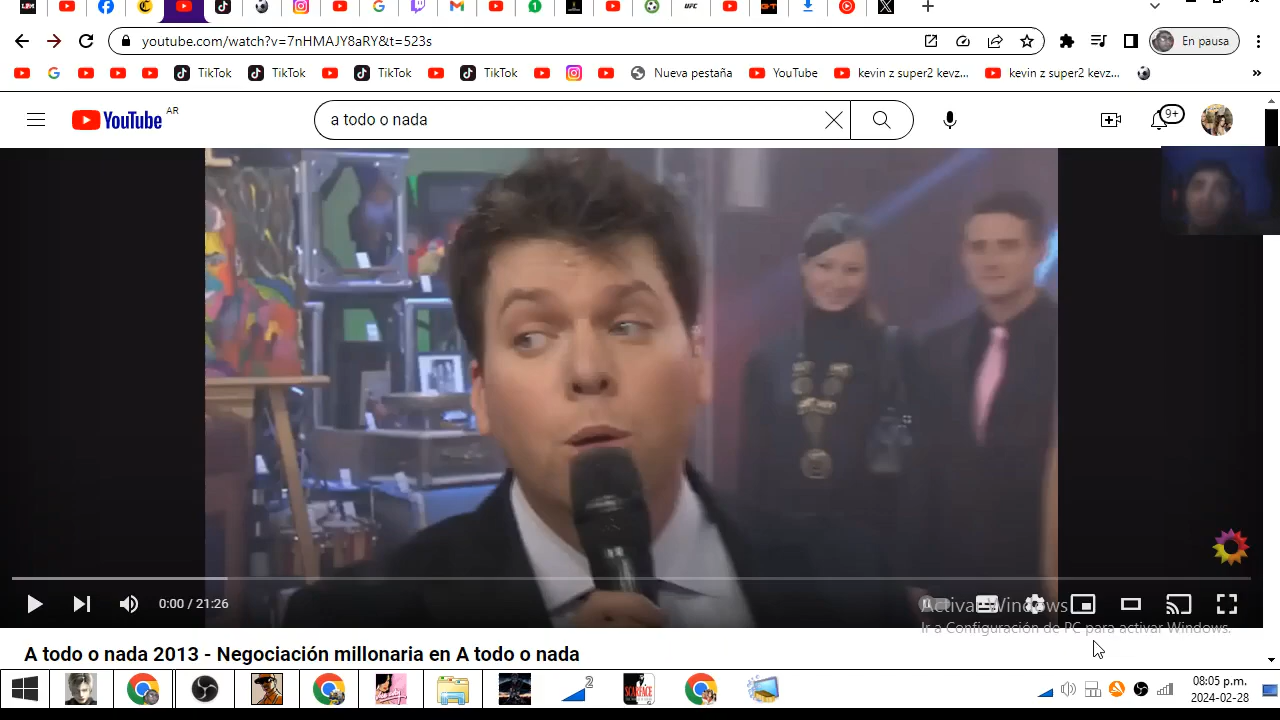 youtube.com/watch?v=7nHMAJY8aRY&t=523s
En pausa
TikTok
TikTok
TikTok
TikTok
Nueva pestaña
YouTube
kevin z super2 kevz...
kevin z super2 kevz...
»
YouTube AR
a todo o nada
9+
0:00 / 21:26
Activar Windows
Ir a Configuración de PC para activar Windows.
A todo o nada 2013 - Negociación millonaria en A todo o nada
2
SCARFACE
08:05 p.m.
2024-02-28